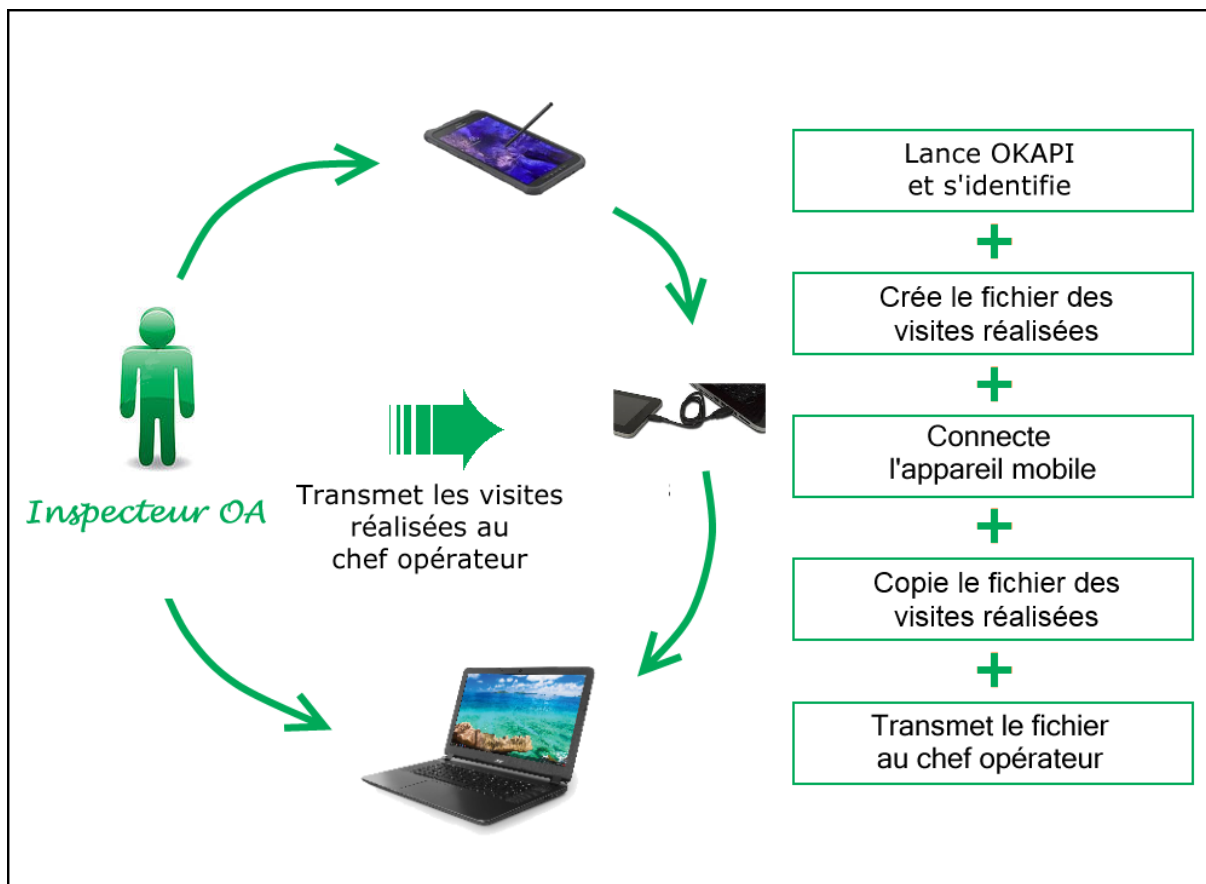 Lance OKAPI
et s'identifie
+
Crée le fichier des
visites réalisées
+
Connecte
l'appareil mobile
+
Copie le fichier des
visites réalisées
+
Transmet le fichier
au chef opérateur
Inspecteur OA
Transmet les visites
réalisées au
chef opérateur